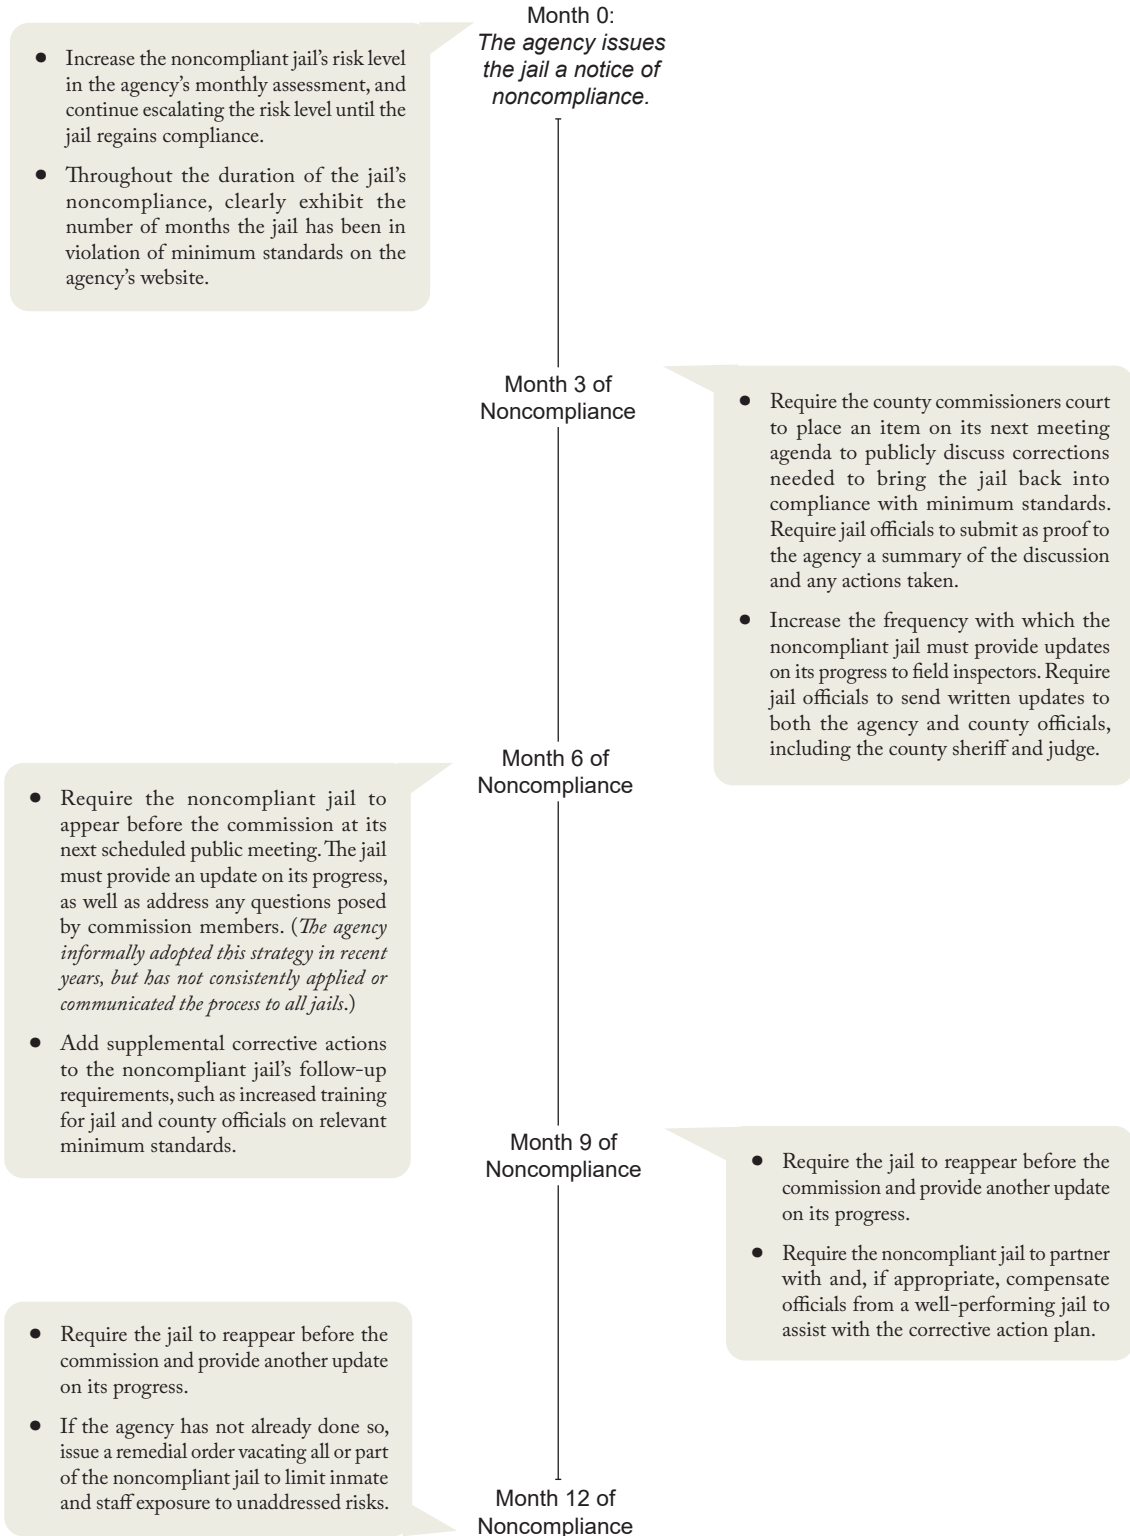 Month 0:
The agency issues
the jail a notice of
noncompliance.
● Increase the noncompliant jail's risk level
in the agency's monthly assessment, and
continue escalating the risk level until the
jail regains compliance.
● Throughout the duration of the jail's
noncompliance, clearly exhibit the
number of months the jail has been in
violation of minimum standards on the
agency's website.
Month 3 of
Noncompliance
● Require the county commissioners court
to place an item on its next meeting
agenda to publicly discuss corrections
needed to bring the jail back into
compliance with minimum standards.
Require jail officials to submit as proof to
the agency a summary of the discussion
and any actions taken.
● Increase the frequency with which the
noncompliant jail must provide updates
on its progress to field inspectors. Require
jail officials to send written updates to
both the agency and county officials,
including the county sheriff and judge.
Month 6 of
Noncompliance
● Require the noncompliant jail to
appear before the commission at its
next scheduled public meeting. The jail
must provide an update on its progress,
as well as address any questions posed
by commission members. (The agency
informally adopted this strategy in recent
years, but has not consistently applied or
communicated the process to all jails.)
● Add supplemental corrective actions
to the noncompliant jail's follow-up
requirements, such as increased training
for jail and county officials on relevant
minimum standards.
Month 9 of
Noncompliance
● Require the jail to reappear before the
commission and provide another update
on its progress.
● Require the noncompliant jail to partner
with and, if appropriate, compensate
officials from a well-performing jail to
assist with the corrective action plan.
● Require the jail to reappear before the
commission and provide another update
on its progress.
● If the agency has not already done so,
issue a remedial order vacating all or part
of the noncompliant jail to limit inmate
and staff exposure to unaddressed risks.
Month 12 of
Noncompliance